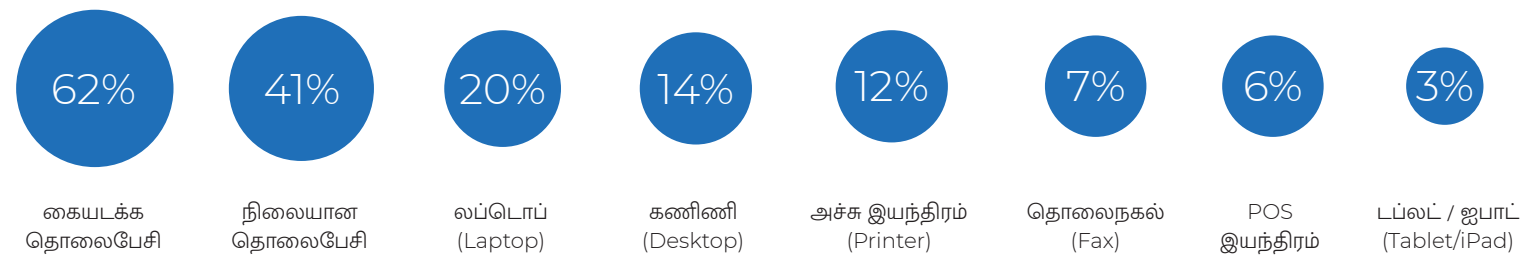 62%
41%
20%
14%
12%
7%
6%
3%
கையடக்க
தொலைபேசி
நிலையான
தொலைபேசி
லப்டொப்
(Laptop)
கணிணி
(Desktop)
அச்சு இயந்திரம்
(Printer)
தொலைநகல்
(Fax)
POS
இயந்திரம்
டப்லட் / ஐபாட்
(Tablet/iPad)